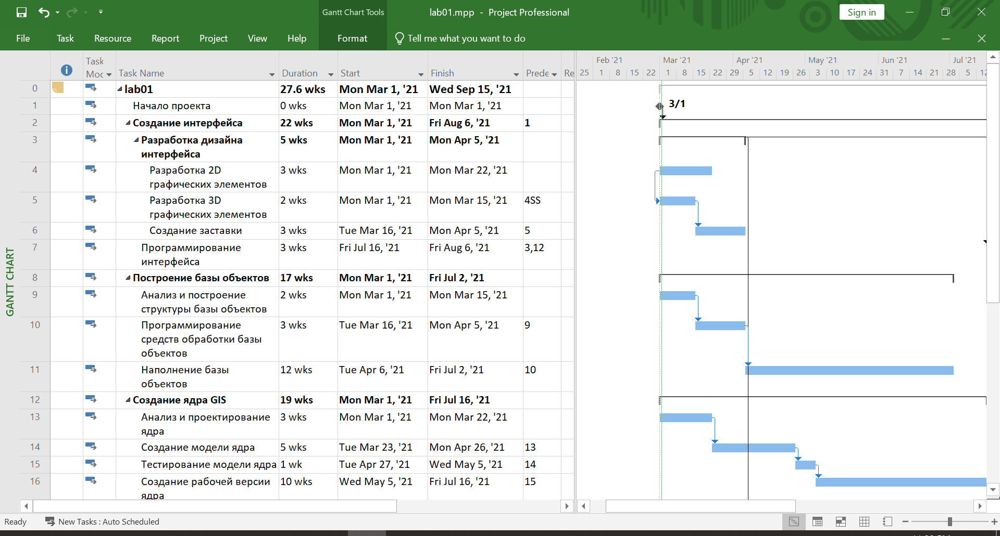 Gantt Chart Tools
lab01.mpp - Project Professional
Sign in
File Task Resource Report Project View Help Format Tell me what you want to do
Task
Moc Task Name Duration Start Finish Prede Re
Feb '21 Mar '21 Apr '21 May '21 Jun '21 Jul '21
25 1 8 15 22 1 8 15 22 29 5 12 19 26 3 10 17 24 31 7 14 21 28 5 12
0 lab01 27.6 wks Mon Mar 1, '21 Wed Sep 15, '21
1 Начало проекта 0 wks Mon Mar 1, '21 Mon Mar 1, '21
3/1
2 Создание интерфейса 22 wks Mon Mar 1, '21 Fri Aug 6, '21 1
3 Разработка дизайна 5 wks Mon Mar 1, '21 Mon Apr 5, '21
интерфейса
4 Разработка 2D 3 wks Mon Mar 1, '21 Mon Mar 22, '21
графических элементов
5 Разработка 3D 2 wks Mon Mar 1, '21 Mon Mar 15, '21 4SS
графических элементов
6 Создание заставки 3 wks Tue Mar 16, '21 Mon Apr 5, '21 5
7 Программирование 3 wks Fri Jul 16, '21 Fri Aug 6, '21 3,12
интерфейса
8 Построение базы объектов 17 wks Mon Mar 1, '21 Fri Jul 2, '21
9 Анализ и построение 2 wks Mon Mar 1, '21 Mon Mar 15, '21
структуры базы объектов
10 Программирование 3 wks Tue Mar 16, '21 Mon Apr 5, '21 9
средств обработки базы
объектов
11 Наполнение базы 12 wks Tue Apr 6, '21 Fri Jul 2, '21 10
объектов
12 Создание ядра GIS 19 wks Mon Mar 1, '21 Fri Jul 16, '21
13 Анализ и проектирование 3 wks Mon Mar 1, '21 Mon Mar 22, '21
ядра
14 Создание модели ядра 5 wks Tue Mar 23, '21 Mon Apr 26, '21 13
15 Тестирование модели ядра 1 wk Tue Apr 27, '21 Wed May 5, '21 14
16 Создание рабочей версии 10 wks Wed May 5, '21 Fri Jul 16, '21 15
ядра
GANTT CHART
Ready New Tasks : Auto Scheduled